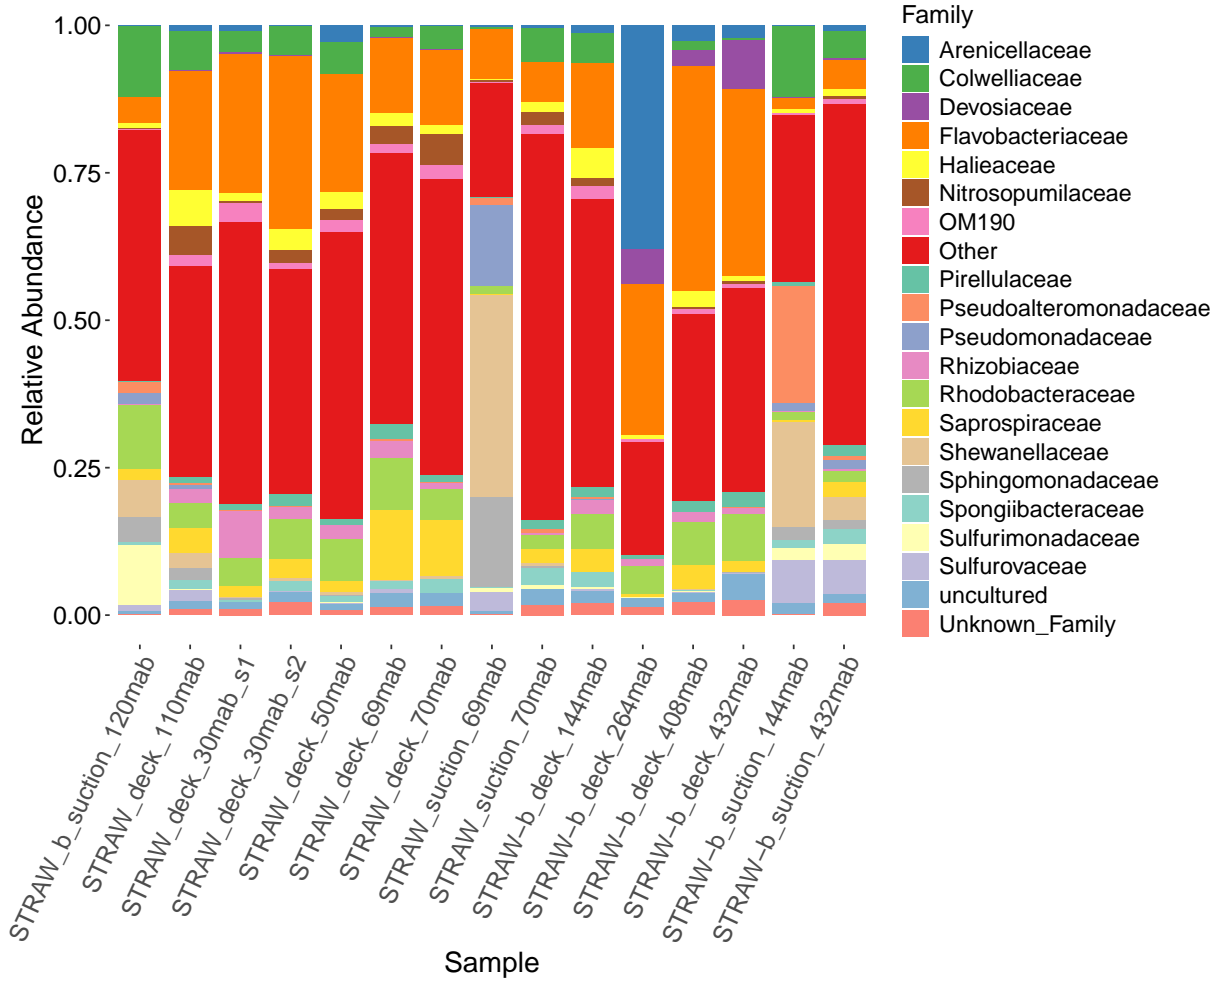 Family
Arenicellaceae
Colwelliaceae
Devosiaceae
Flavobacteriaceae
Halieaceae
Nitrosopumilaceae
OM190
Other
Pirellulaceae
Pseudoalteromonadaceae
Pseudomonadaceae
Rhizobiaceae
Rhodobacteraceae
Saprospiraceae
Shewanellaceae
Sphingomonadaceae
Spongiibacteraceae
Sulfurimonadaceae
Sulfurovaceae
uncultured
Unknown_Family
Relative Abundance
1.00
0.75
0.50
0.25
0.00
STRAW_b_suction_120mab
STRAW_deck_110mab
STRAW_deck_30mab_s1
STRAW_deck_30mab_s2
STRAW_deck_50mab
STRAW_deck_69mab
STRAW_deck_70mab
STRAW_suction_69mab
STRAW_suction_70mab
STRAW-b_deck_144mab
STRAW-b_deck_264mab
STRAW-b_deck_408mab
STRAW-b_deck_432mab
STRAW-b_suction_144mab
STRAW-b_suction_432mab
Sample